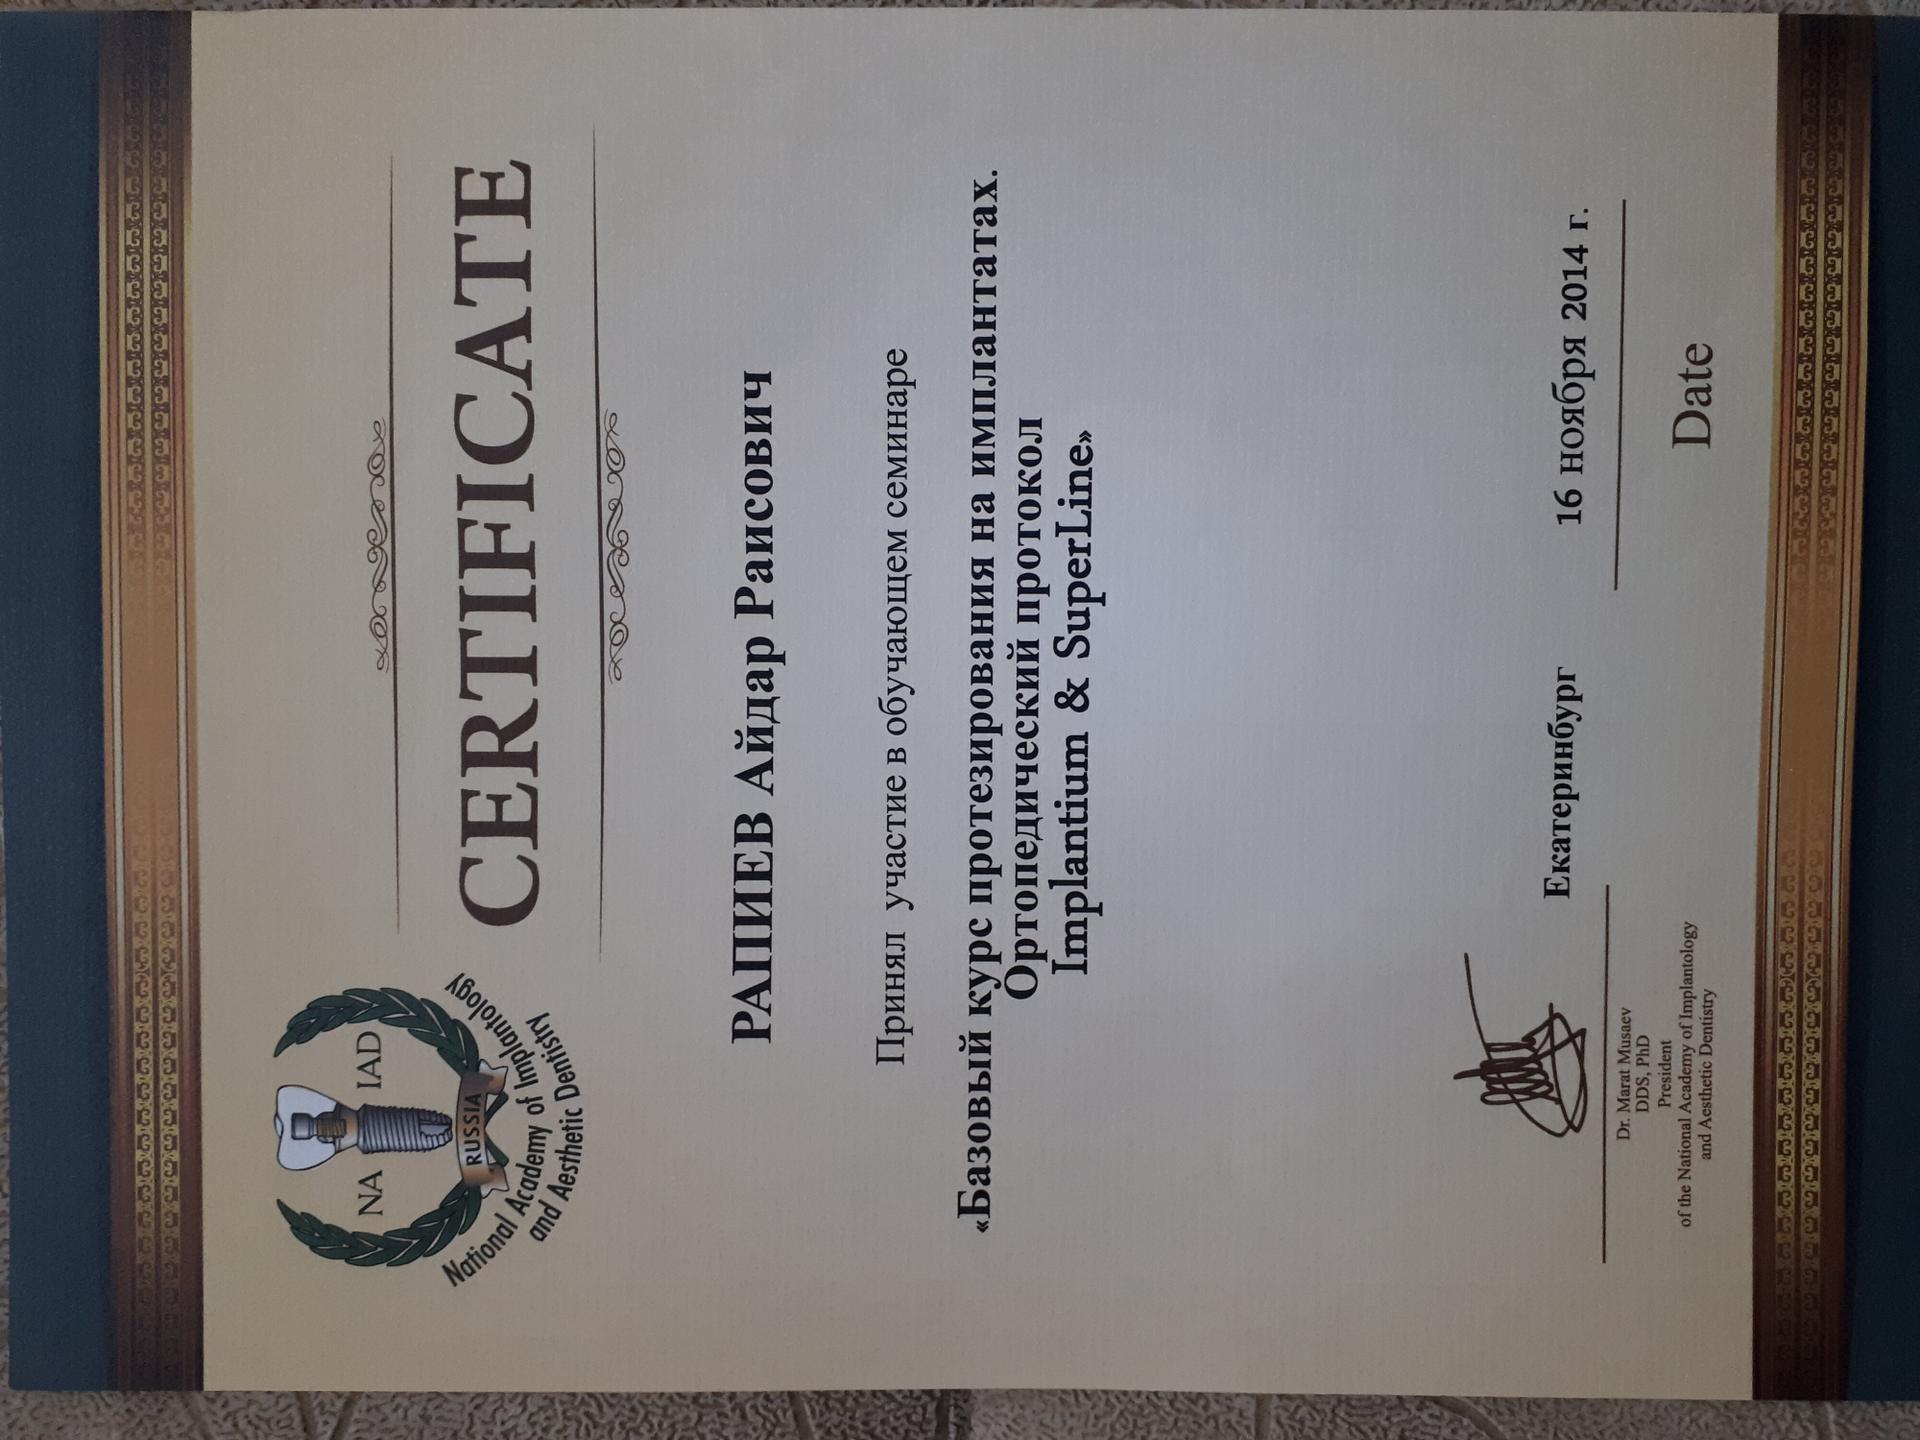 NA IAD
RUSSIA
National Academy of Implantology
and Aesthetic Dentistry
CERTIFICATE
РАПИЕВ Айдар Раисович
Принял участие в обучающем семинаре
«Базовый курс протезирования на имплантатах.
Ортопедический протокол
Implantium & SuperLine»
Екатеринбург
16 ноября 2014 г.
Dr. Marat Musaev
DDS, PhD
President
of the National Academy of Implantology
and Aesthetic Dentistry
Date